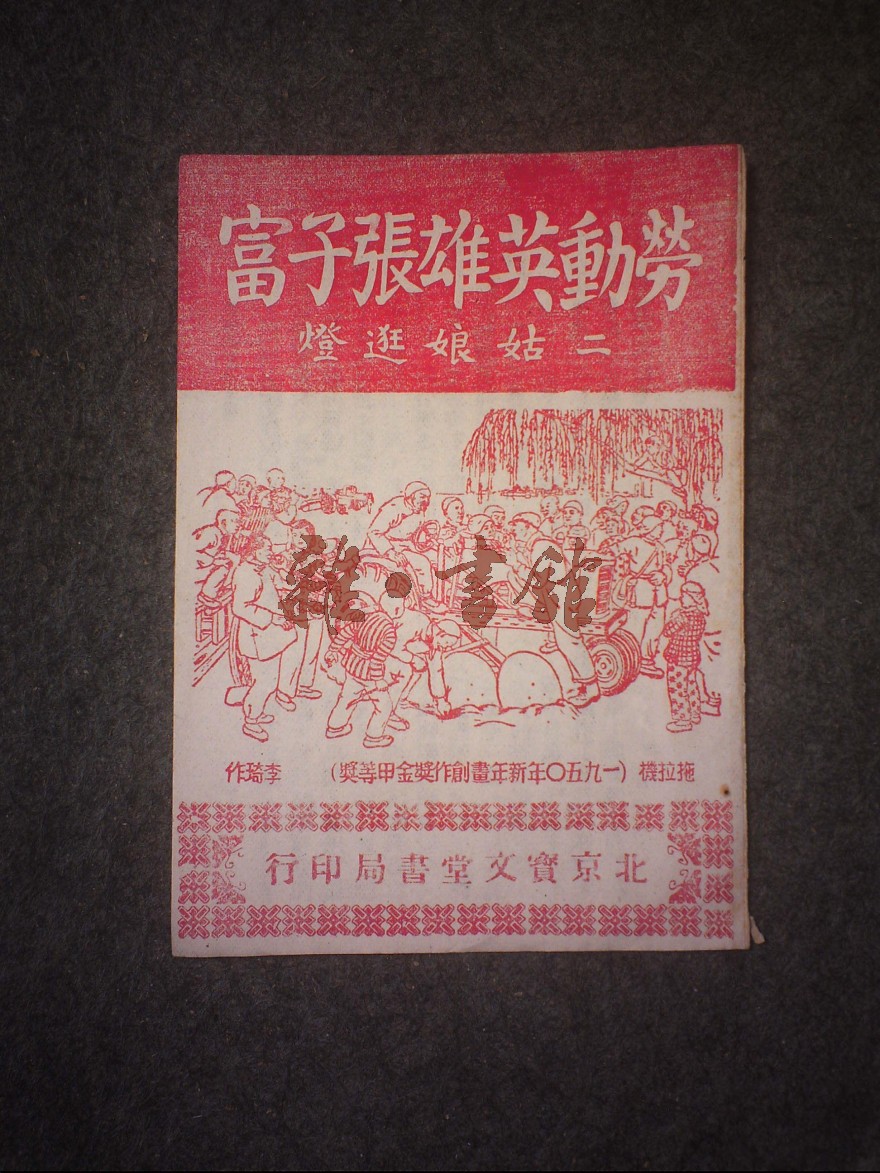 勞動英雄張子富
二姑娘逛燈
雜·書館
拖拉機（一九五〇年新年畫創作獎金甲等獎） 李琦作
北京寶文堂書局印行